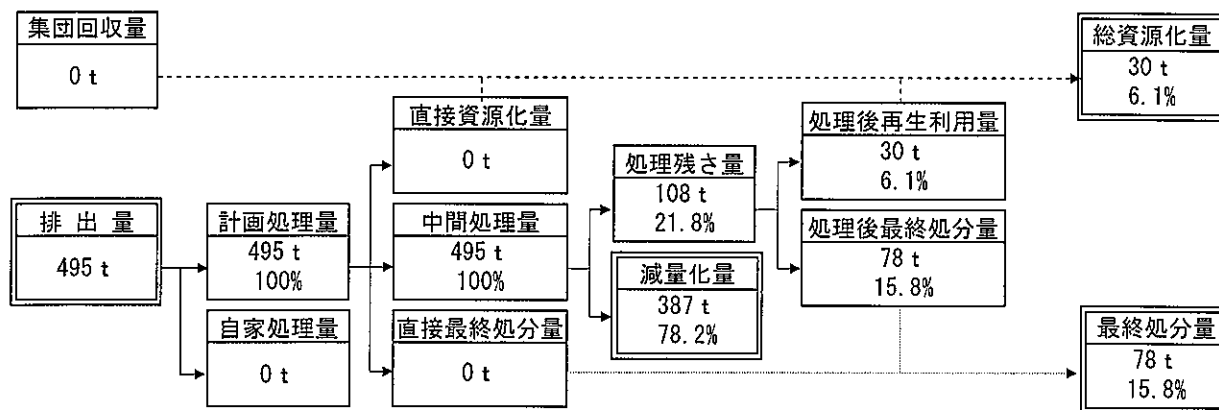 集団回収量
0 t
総資源化量
30 t
6.1%
直接資源化量
0 t
処理後再生利用量
30 t
6.1%
処理残さ量
108 t
21.8%
排 出 量
495 t
計画処理量
495 t
100%
中間処理量
495 t
100%
処理後最終処分量
78 t
15.8%
減量化量
387 t
78.2%
自家処理量
0 t
直接最終処分量
0 t
最終処分量
78 t
15.8%